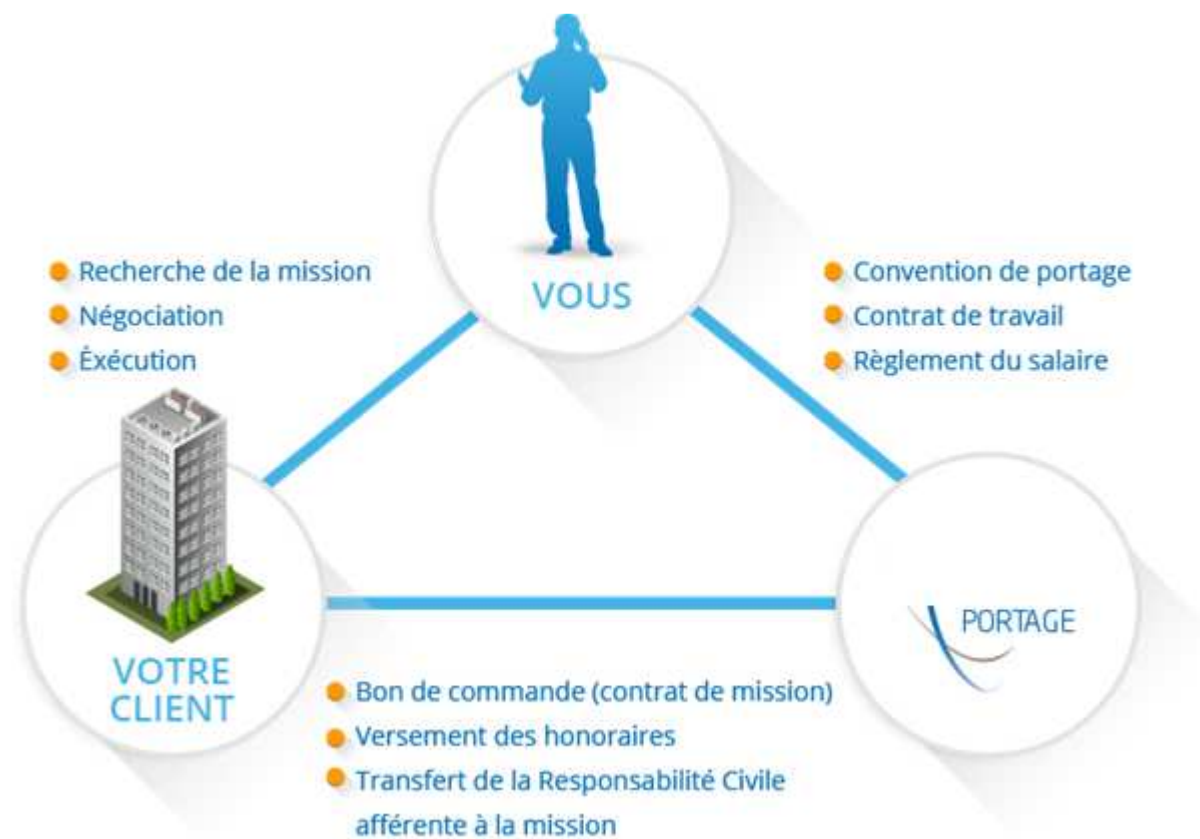 VOUS
Recherche de la mission
Négociation
Éxécution
Convention de portage
Contrat de travail
Règlement du salaire
VOTRE
CLIENT
PORTAGE
Bon de commande (contrat de mission)
Versement des honoraires
Transfert de la Responsabilité Civile
afférente à la mission